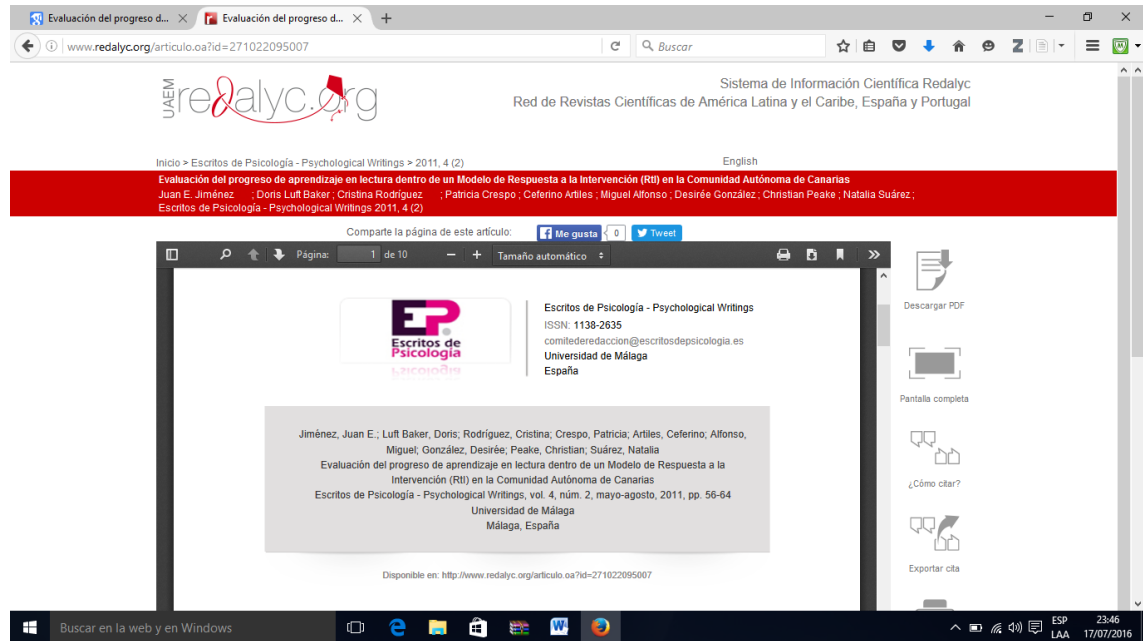 Evaluación del progreso d...
Evaluación del progreso d...
www.redalyc.org/articulo.oa?id=271022095007
Buscar
UAEM
redalyc.org
Sistema de Información Científica Redalyc
Red de Revistas Científicas de América Latina y el Caribe, España y Portugal
Inicio > Escritos de Psicología - Psychological Writings > 2011, 4 (2)
English
Evaluación del progreso de aprendizaje en lectura dentro de un Modelo de Respuesta a la Intervención (RtI) en la Comunidad Autónoma de Canarias
Juan E. Jiménez ; Doris Luft Baker ; Cristina Rodríguez ; Patricia Crespo ; Ceferino Artiles ; Miguel Alfonso ; Desirée González ; Christian Peake ; Natalia Suárez ;
Escritos de Psicología - Psychological Writings 2011, 4 (2)
Comparte la página de este artículo:
Me gusta
0
Tweet
Página:
1
de 10
Tamaño automático
EP.
Escritos de
Psicología
Escritos de Psicología - Psychological Writings
ISSN: 1138-2635
comitederedaccion@escritosdepsicologia.es
Universidad de Málaga
España
Jiménez, Juan E.; Luft Baker, Doris; Rodríguez, Cristina; Crespo, Patricia; Artiles, Ceferino; Alfonso,
Miguel; González, Desirée; Peake, Christian; Suárez, Natalia
Evaluación del progreso de aprendizaje en lectura dentro de un Modelo de Respuesta a la
Intervención (RtI) en la Comunidad Autónoma de Canarias
Escritos de Psicología - Psychological Writings, vol. 4, núm. 2, mayo-agosto, 2011, pp. 56-64
Universidad de Málaga
Málaga, España
Disponible en: http://www.redalyc.org/articulo.oa?id=271022095007
Descargar PDF
Pantalla completa
¿Cómo citar?
Exportar cita
Buscar en la web y en Windows
ESP
LAA
23:46
17/07/2016